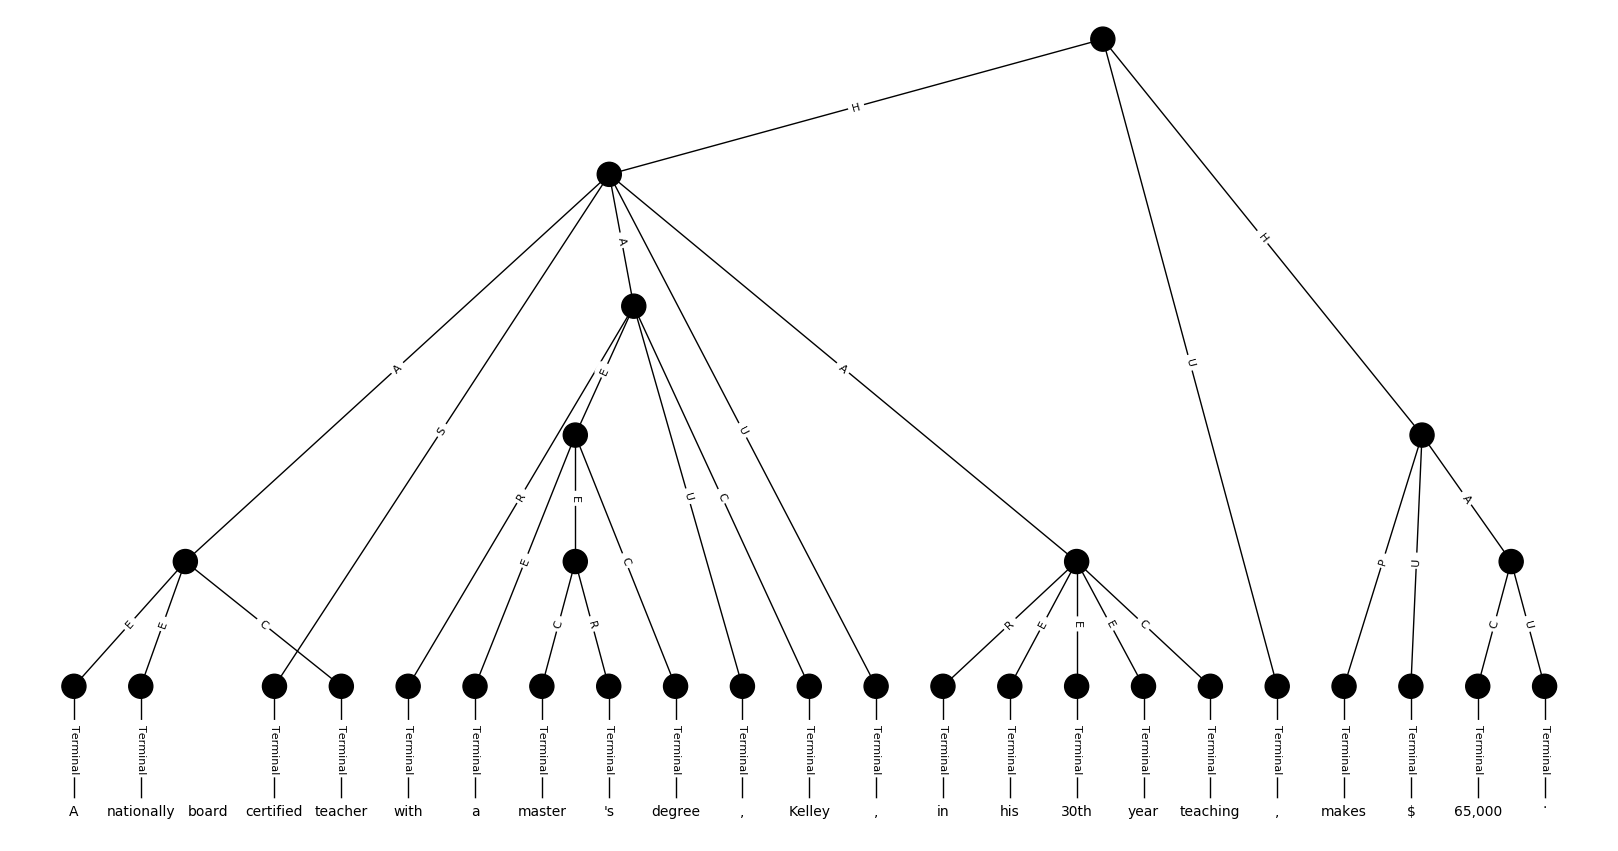 H
A
A
E
A
S
U
U
H
R
E
U
C
E
E
C
A
P
U
E
E
C
C
R
R
E
E
E
C
C
U
Terminal Terminal Terminal Terminal Terminal Terminal Terminal Terminal Terminal Terminal Terminal Terminal Terminal Terminal Terminal Terminal Terminal Terminal Terminal Terminal Terminal Terminal
A nationally board certified teacher with a master 's degree , Kelley , in his 30th year teaching , makes $ 65,000 .